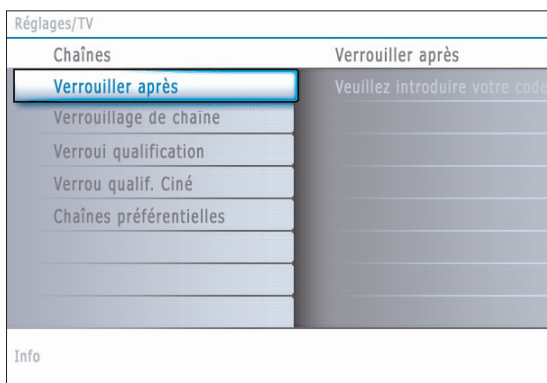 Réglages/TV
Chaînes
Verrouiller après
Verrouiller après
Veuillez introduire votre code
Verrouillage de chaîne
Verroui qualification
Verrou qualif. Ciné
Chaînes préférentielles
Info